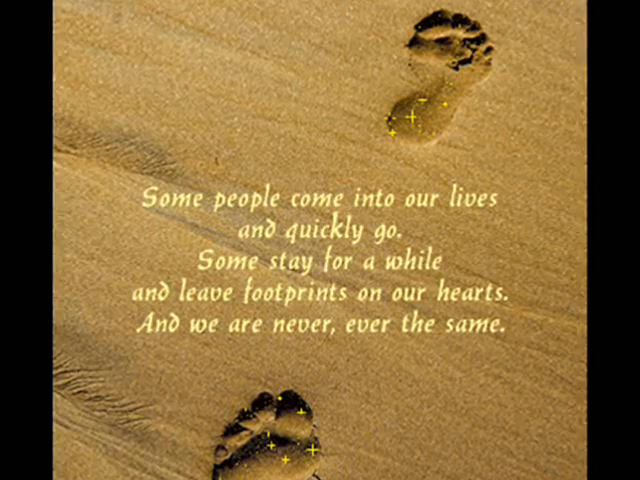 Some people come into our lives
and quickly go.
Some stay for a while
and leave footprints on our hearts.
And we are never, ever the same.